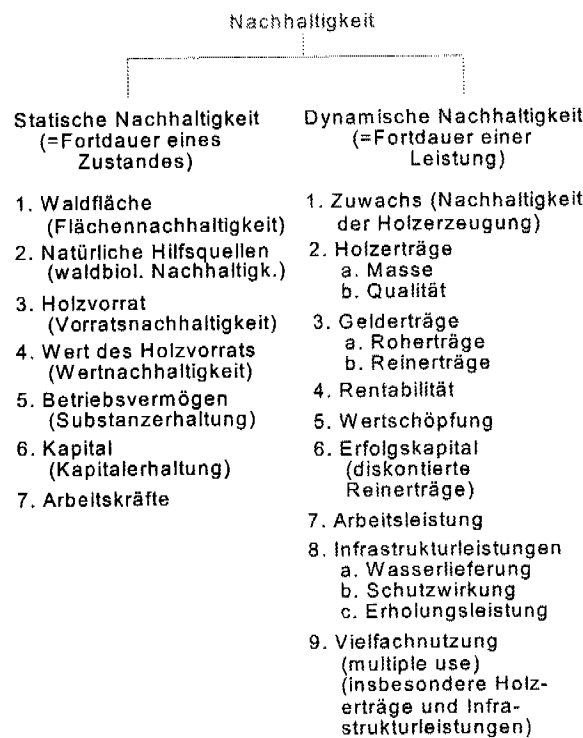 Nachhaltigkeit
Statische Nachhaltigkeit
(=Fortdauer eines
Zustandes)
1. Waldfläche
(Flächennachhaltigkeit)
2. Natürliche Hilfsquellen
(waldbiol. Nachhaltigk.)
3. Holzvorrat
(Vorratsnachhaltigkeit)
4. Wert des Holzvorrats
(Wertnachhaltigkeit)
5. Betriebsvermögen
(Substanzerhaltung)
6. Kapital
(Kapitalerhaltung)
7. Arbeitskräfte
Dynamische Nachhaltigkeit
(=Fortdauer einer
Leistung)
1. Zuwachs (Nachhaltigkeit
der Holzerzeugung)
2. Holzerträge
a. Masse
b. Qualität
3. Gelderträge
a. Roherträge
b. Reinerträge
4. Rentabilität
5. Wertschöpfung
6. Erfolgskapital
(diskontierte
Reinerträge)
7. Arbeitsleistung
8. Infrastrukturleistungen
a. Wasserlieferung
b. Schutzwirkung
c. Erholungsleistung
9. Vielfachnutzung
(multiple use)
(insbesondere Holz-
erträge und Infra-
strukturleistungen)